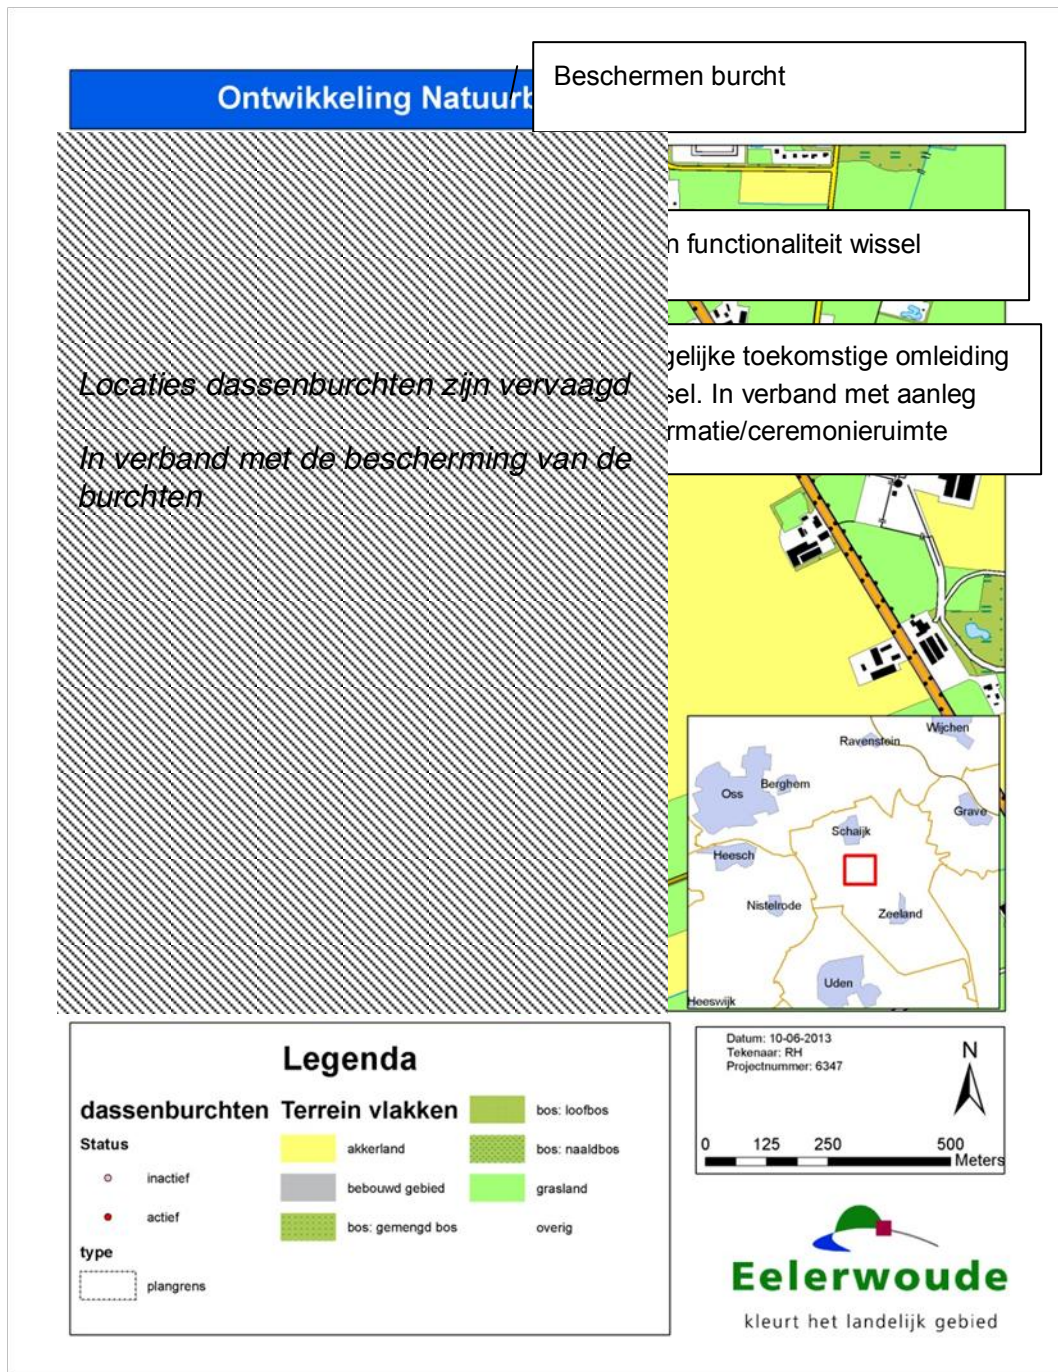 Beschermen burcht
Ontwikkeling Natuurb
functionaliteit wissel
gelijke toekomstige omleiding
sel. In verband met aanleg
rmatie/ceremonieruimte
Locaties dassenburchten zijn vervaagd
In verband met de bescherming van de
burchten
Wijchen
Ravenstein
Berghem
Oss
Grave
Schaijk
Heesch
Nistelrode
Zeeland
Uden
Heeswijk
Legenda
dassenburchten
Status
inactief
actief
type
plangrens
Terrein vlakken
akkerland
bebouwd gebied
bos: gemengd bos
bos: loofbos
bos: naaldbos
grasland
overig
Datum: 10-06-2013
Tekenaar: RH
Projectnummer: 6347
N
0 125 250 500
Meters
Eelerwoude
kleurt het landelijk gebied